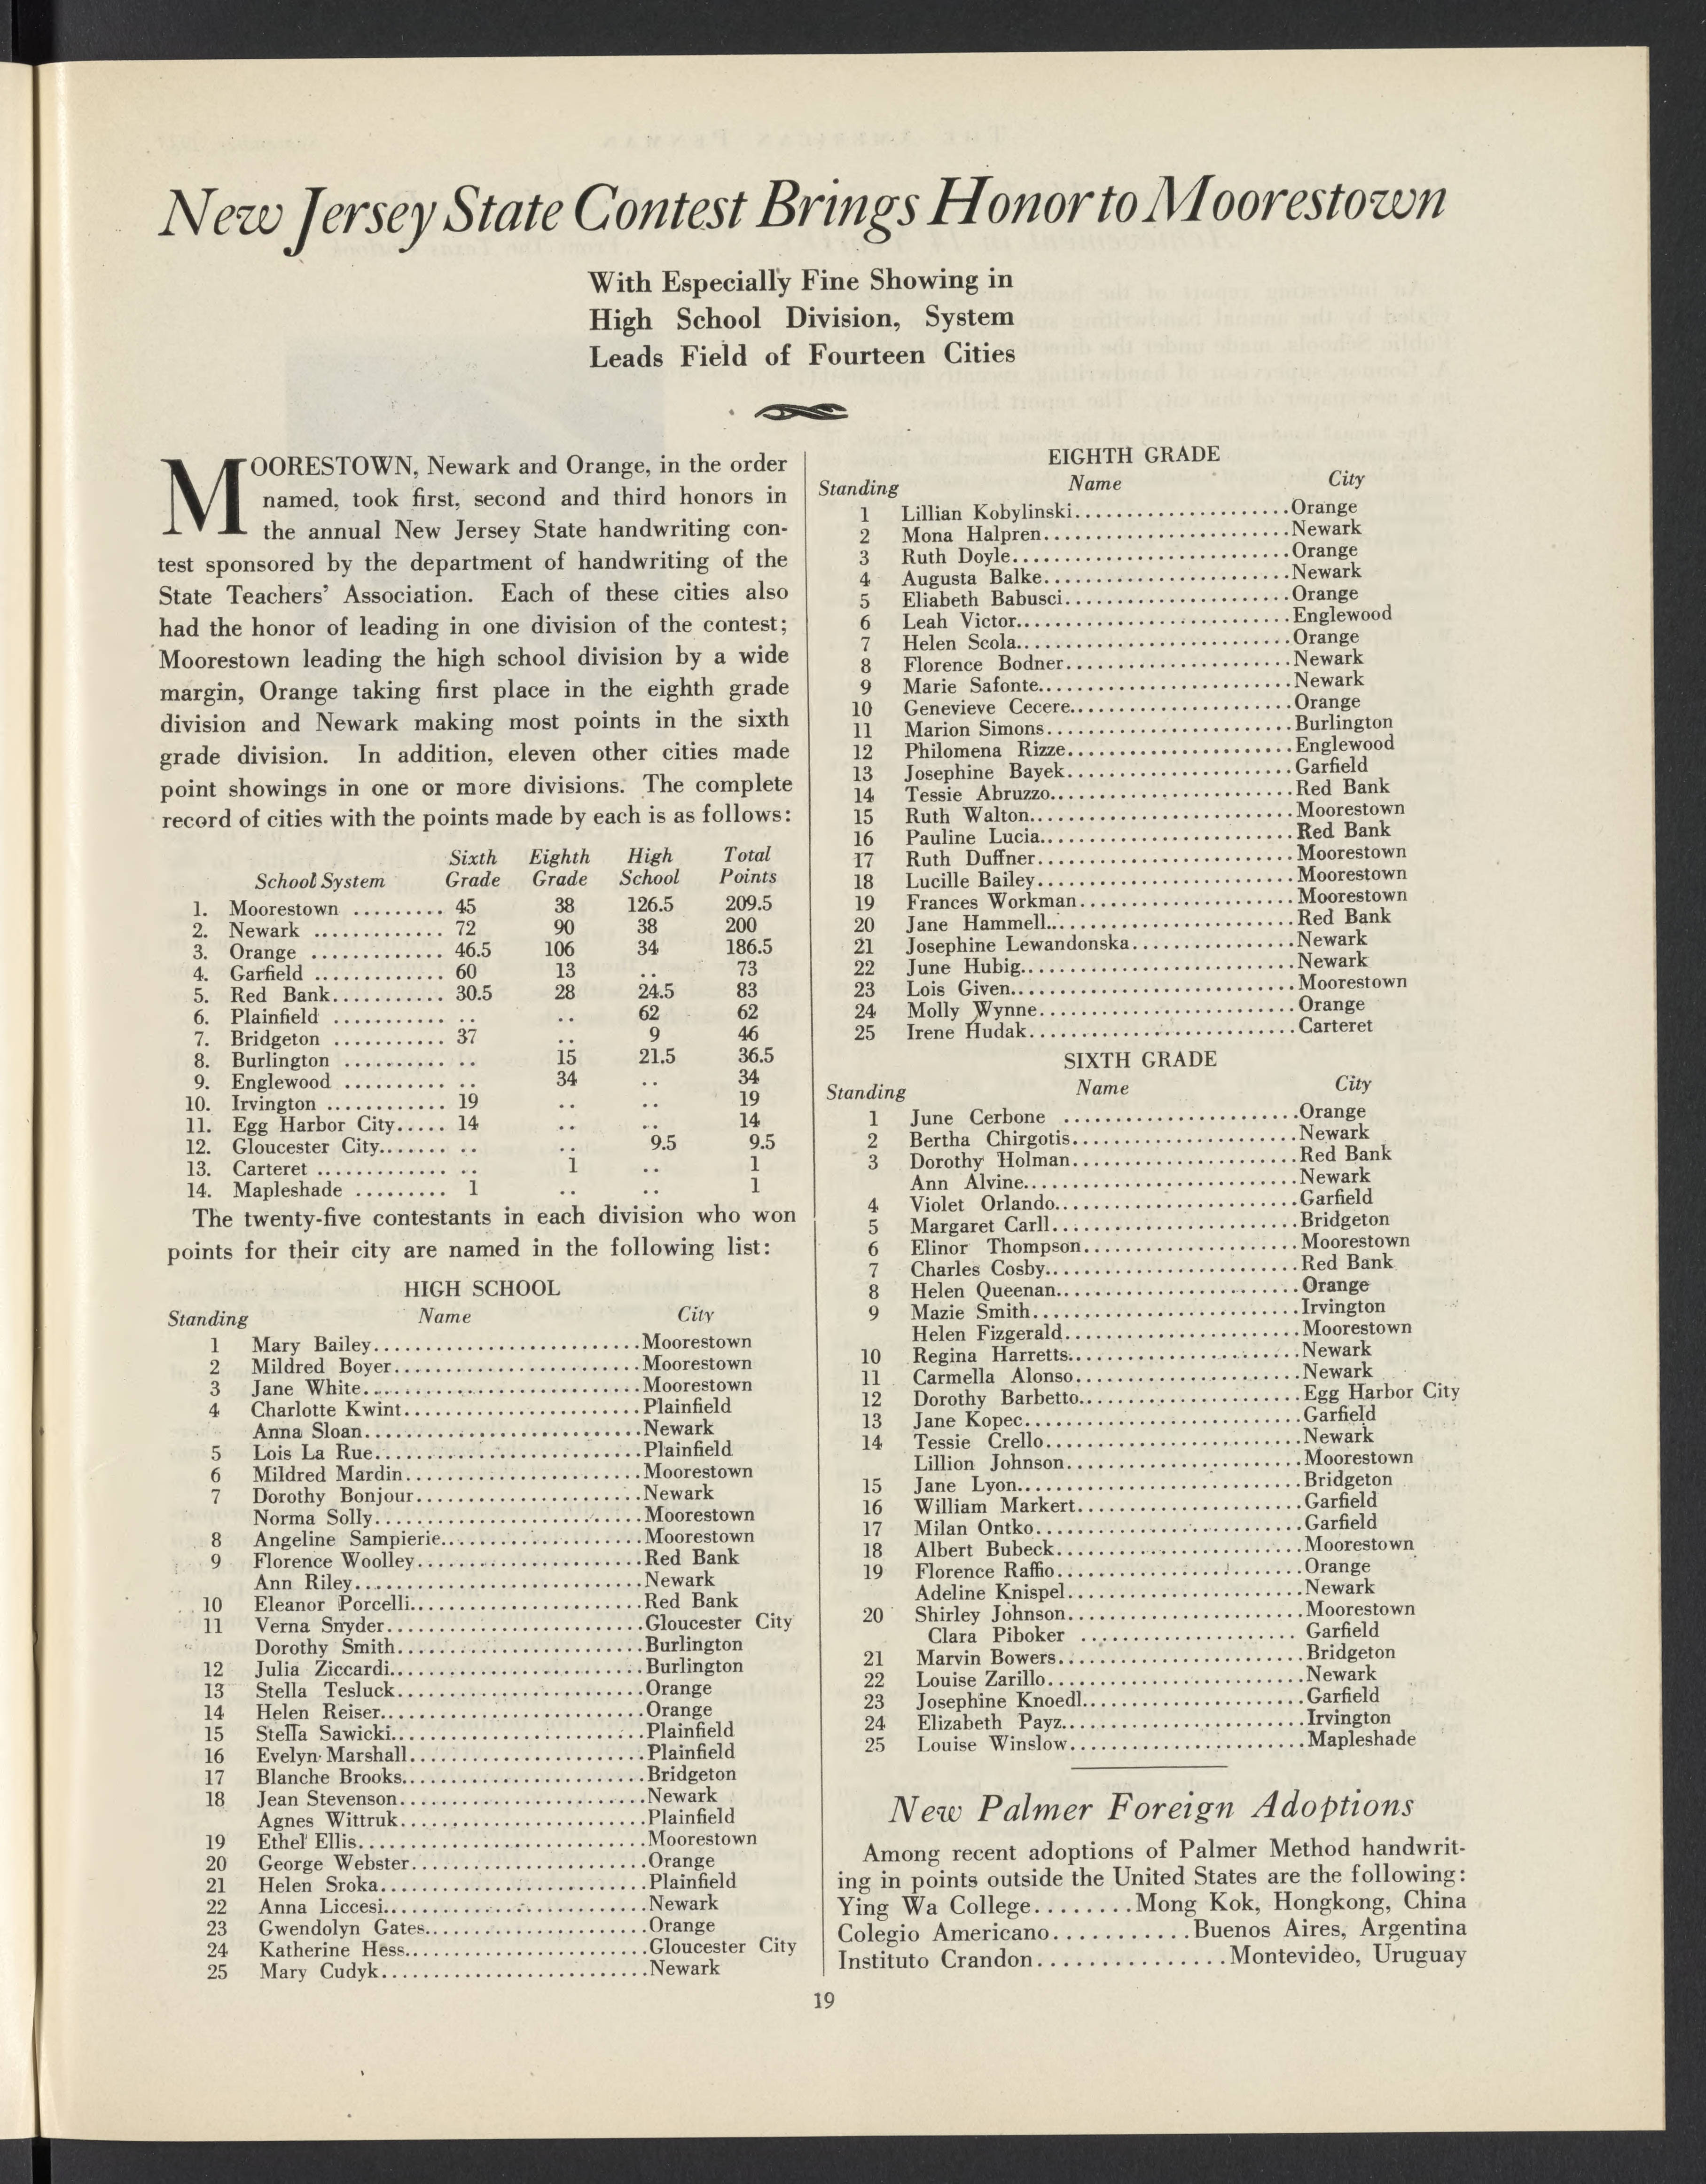 New Jersey State Contest Brings Honor to Moorestown
With Especially Fine Showing in
High School Division, System
Leads Field of Fourteen Cities
MOORESTOWN, Newark and Orange, in the order
named, took first, second and third honors in
the annual New Jersey State handwriting con-
test sponsored by the department of handwriting of the
State Teachers' Association. Each of these cities also
had the honor of leading in one division of the contest;
Moorestown leading the high school division by a wide
margin, Orange taking first place in the eighth grade
division and Newark making most points in the sixth
grade division. In addition, eleven other cities made
point showings in one or more divisions. The complete
record of cities with the points made by each is as follows:
Sixth Eighth High Total
School System Grade Grade School Points
1. Moorestown ......... 45 38 126.5 209.5
2. Newark ............. 72 90 38 200
3. Orange ............. 46.5 106 34 186.5
4. Garfield ............ 60 13 .. 73
5. Red Bank........... 30.5 28 24.5 83
6. Plainfield ........... .. .. 62 62
7. Bridgeton ........... 37 .. 9 46
8. Burlington .......... .. 15 21.5 36.5
9. Englewood .......... .. 34 .. 34
10. Irvington ............ 19 .. .. 19
11. Egg Harbor City..... 14 .. .. 14
12. Gloucester City....... .. .. 9.5 9.5
13. Carteret ............. .. 1 .. 1
14. Mapleshade ......... 1 .. .. 1
The twenty-five contestants in each division who won
points for their city are named in the following list:
HIGH SCHOOL
Standing Name City
1 Mary Bailey..........................Moorestown
2 Mildred Boyer........................Moorestown
3 Jane White...........................Moorestown
4 Charlotte Kwint.......................Plainfield
Anna Sloan...........................Newark
5 Lois La Rue..........................Plainfield
6 Mildred Mardin.......................Moorestown
7 Dorothy Bonjour......................Newark
Norma Solly..........................Moorestown
8 Angeline Sampierie....................Moorestown
9 Florence Woolley......................Red Bank
Ann Riley............................Newark
10 Eleanor Porcelli.......................Red Bank
11 Verna Snyder.........................Gloucester City
Dorothy Smith........................Burlington
12 Julia Ziccardi.........................Burlington
13 Stella Tesluck........................Orange
14 Helen Reiser..........................Orange
15 Stella Sawicki.........................Plainfield
16 Evelyn Marshall.......................Plainfield
17 Blanche Brooks........................Bridgeton
18 Jean Stevenson........................Newark
Agnes Wittruk........................Plainfield
19 Ethel Ellis............................Moorestown
20 George Webster.......................Orange
21 Helen Sroka..........................Plainfield
22 Anna Liccesi..........................Newark
23 Gwendolyn Gates......................Orange
24 Katherine Hess........................Gloucester City
25 Mary Cudyk..........................Newark
EIGHTH GRADE
Standing Name City
1 Lillian Kobylinski.....................Orange
2 Mona Halpren........................Newark
3 Ruth Doyle...........................Orange
4 Augusta Balke........................Newark
5 Eliabeth Babusci......................Orange
6 Leah Victor...........................Englewood
7 Helen Scola...........................Orange
8 Florence Bodner......................Newark
9 Marie Safonte.........................Newark
10 Genevieve Cecere......................Orange
11 Marion Simons........................Burlington
12 Philomena Rizze......................Englewood
13 Josephine Bayek......................Garfield
14 Tessie Abruzzo........................Red Bank
15 Ruth Walton..........................Moorestown
16 Pauline Lucia.........................Red Bank
17 Ruth Duffner.........................Moorestown
18 Lucille Bailey.........................Moorestown
19 Frances Workman.....................Moorestown
20 Jane Hammell.........................Red Bank
21 Josephine Lewandonska................Newark
22 June Hubig...........................Newark
23 Lois Given............................Moorestown
24 Molly Wynne.........................Orange
25 Irene Hudak..........................Carteret
SIXTH GRADE
Standing Name City
1 June Cerbone .......................Orange
2 Bertha Chirgotis......................Newark
3 Dorothy Holman......................Red Bank
Ann Alvine...........................Newark
4 Violet Orlando........................Garfield
5 Margaret Carll........................Bridgeton
6 Elinor Thompson.....................Moorestown
7 Charles Cosby.........................Red Bank
8 Helen Queenan........................Orange
9 Mazie Smith..........................Irvington
Helen Fizgerald.......................Moorestown
10 Regina Harretts.......................Newark
11 Carmella Alonso......................Newark
12 Dorothy Barbetto......................Egg Harbor City
13 Jane Kopec...........................Garfield
14 Tessie Crello.........................Newark
Lillion Johnson.......................Moorestown
15 Jane Lyon............................Bridgeton
16 William Markert......................Garfield
17 Milan Ontko..........................Garfield
18 Albert Bubeck........................Moorestown
19 Florence Raffio........................Orange
Adeline Knispel.......................Newark
20 Shirley Johnson.......................Moorestown
Clara Piboker ..................... Garfield
21 Marvin Bowers........................Bridgeton
22 Louise Zarillo.........................Newark
23 Josephine Knoedl......................Garfield
24 Elizabeth Payz........................Irvington
25 Louise Winslow.......................Mapleshade
New Palmer Foreign Adoptions
Among recent adoptions of Palmer Method handwrit-
ing in points outside the United States are the following:
Ying Wa College........Mong Kok, Hongkong, China
Colegio Americano...........Buenos Aires, Argentina
Instituto Crandon...............Montevideo, Uruguay
19